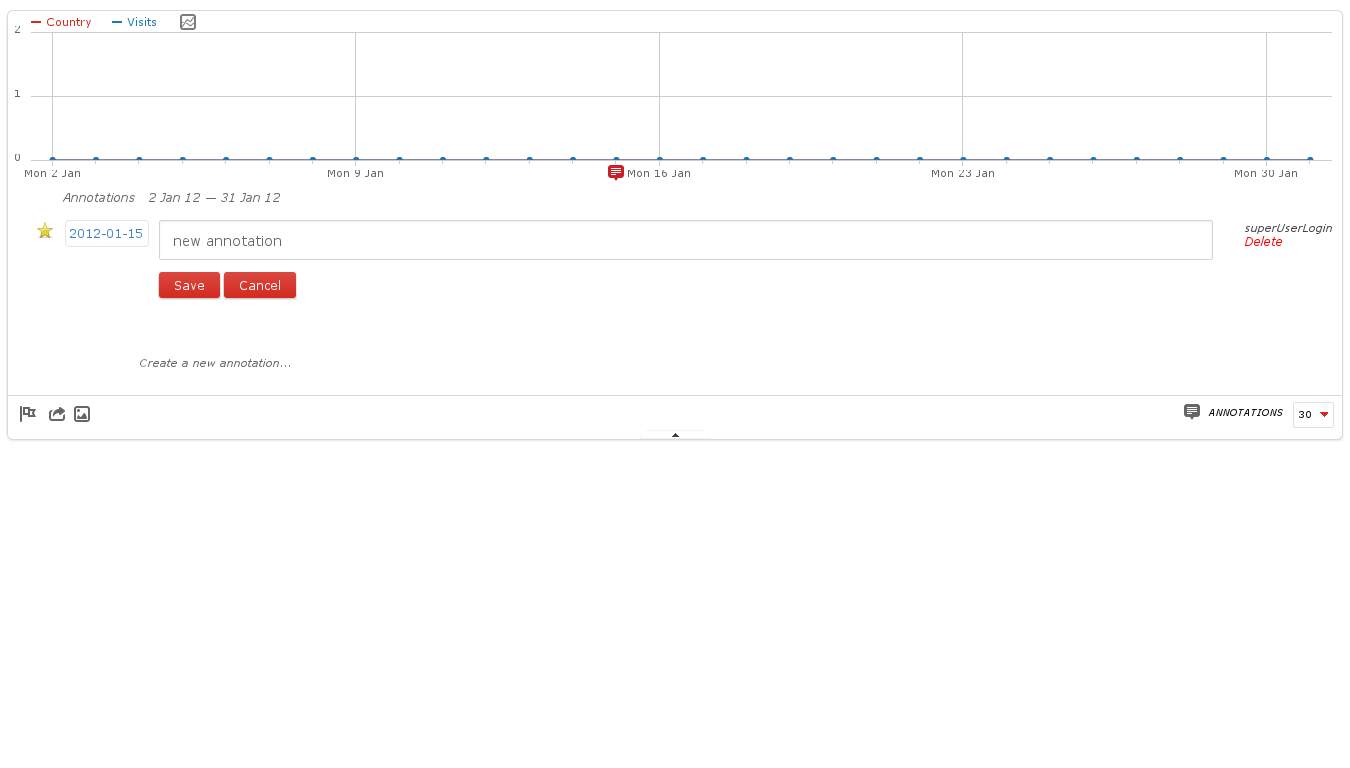 Country Visits
2
1
0
Mon 2 Jan Mon 9 Jan Mon 16 Jan Mon 23 Jan Mon 30 Jan
Annotations 2 Jan 12 — 31 Jan 12
2012-01-15 new annotation superUserLogin
Delete
Save Cancel
Create a new annotation...
ANNOTATIONS 30